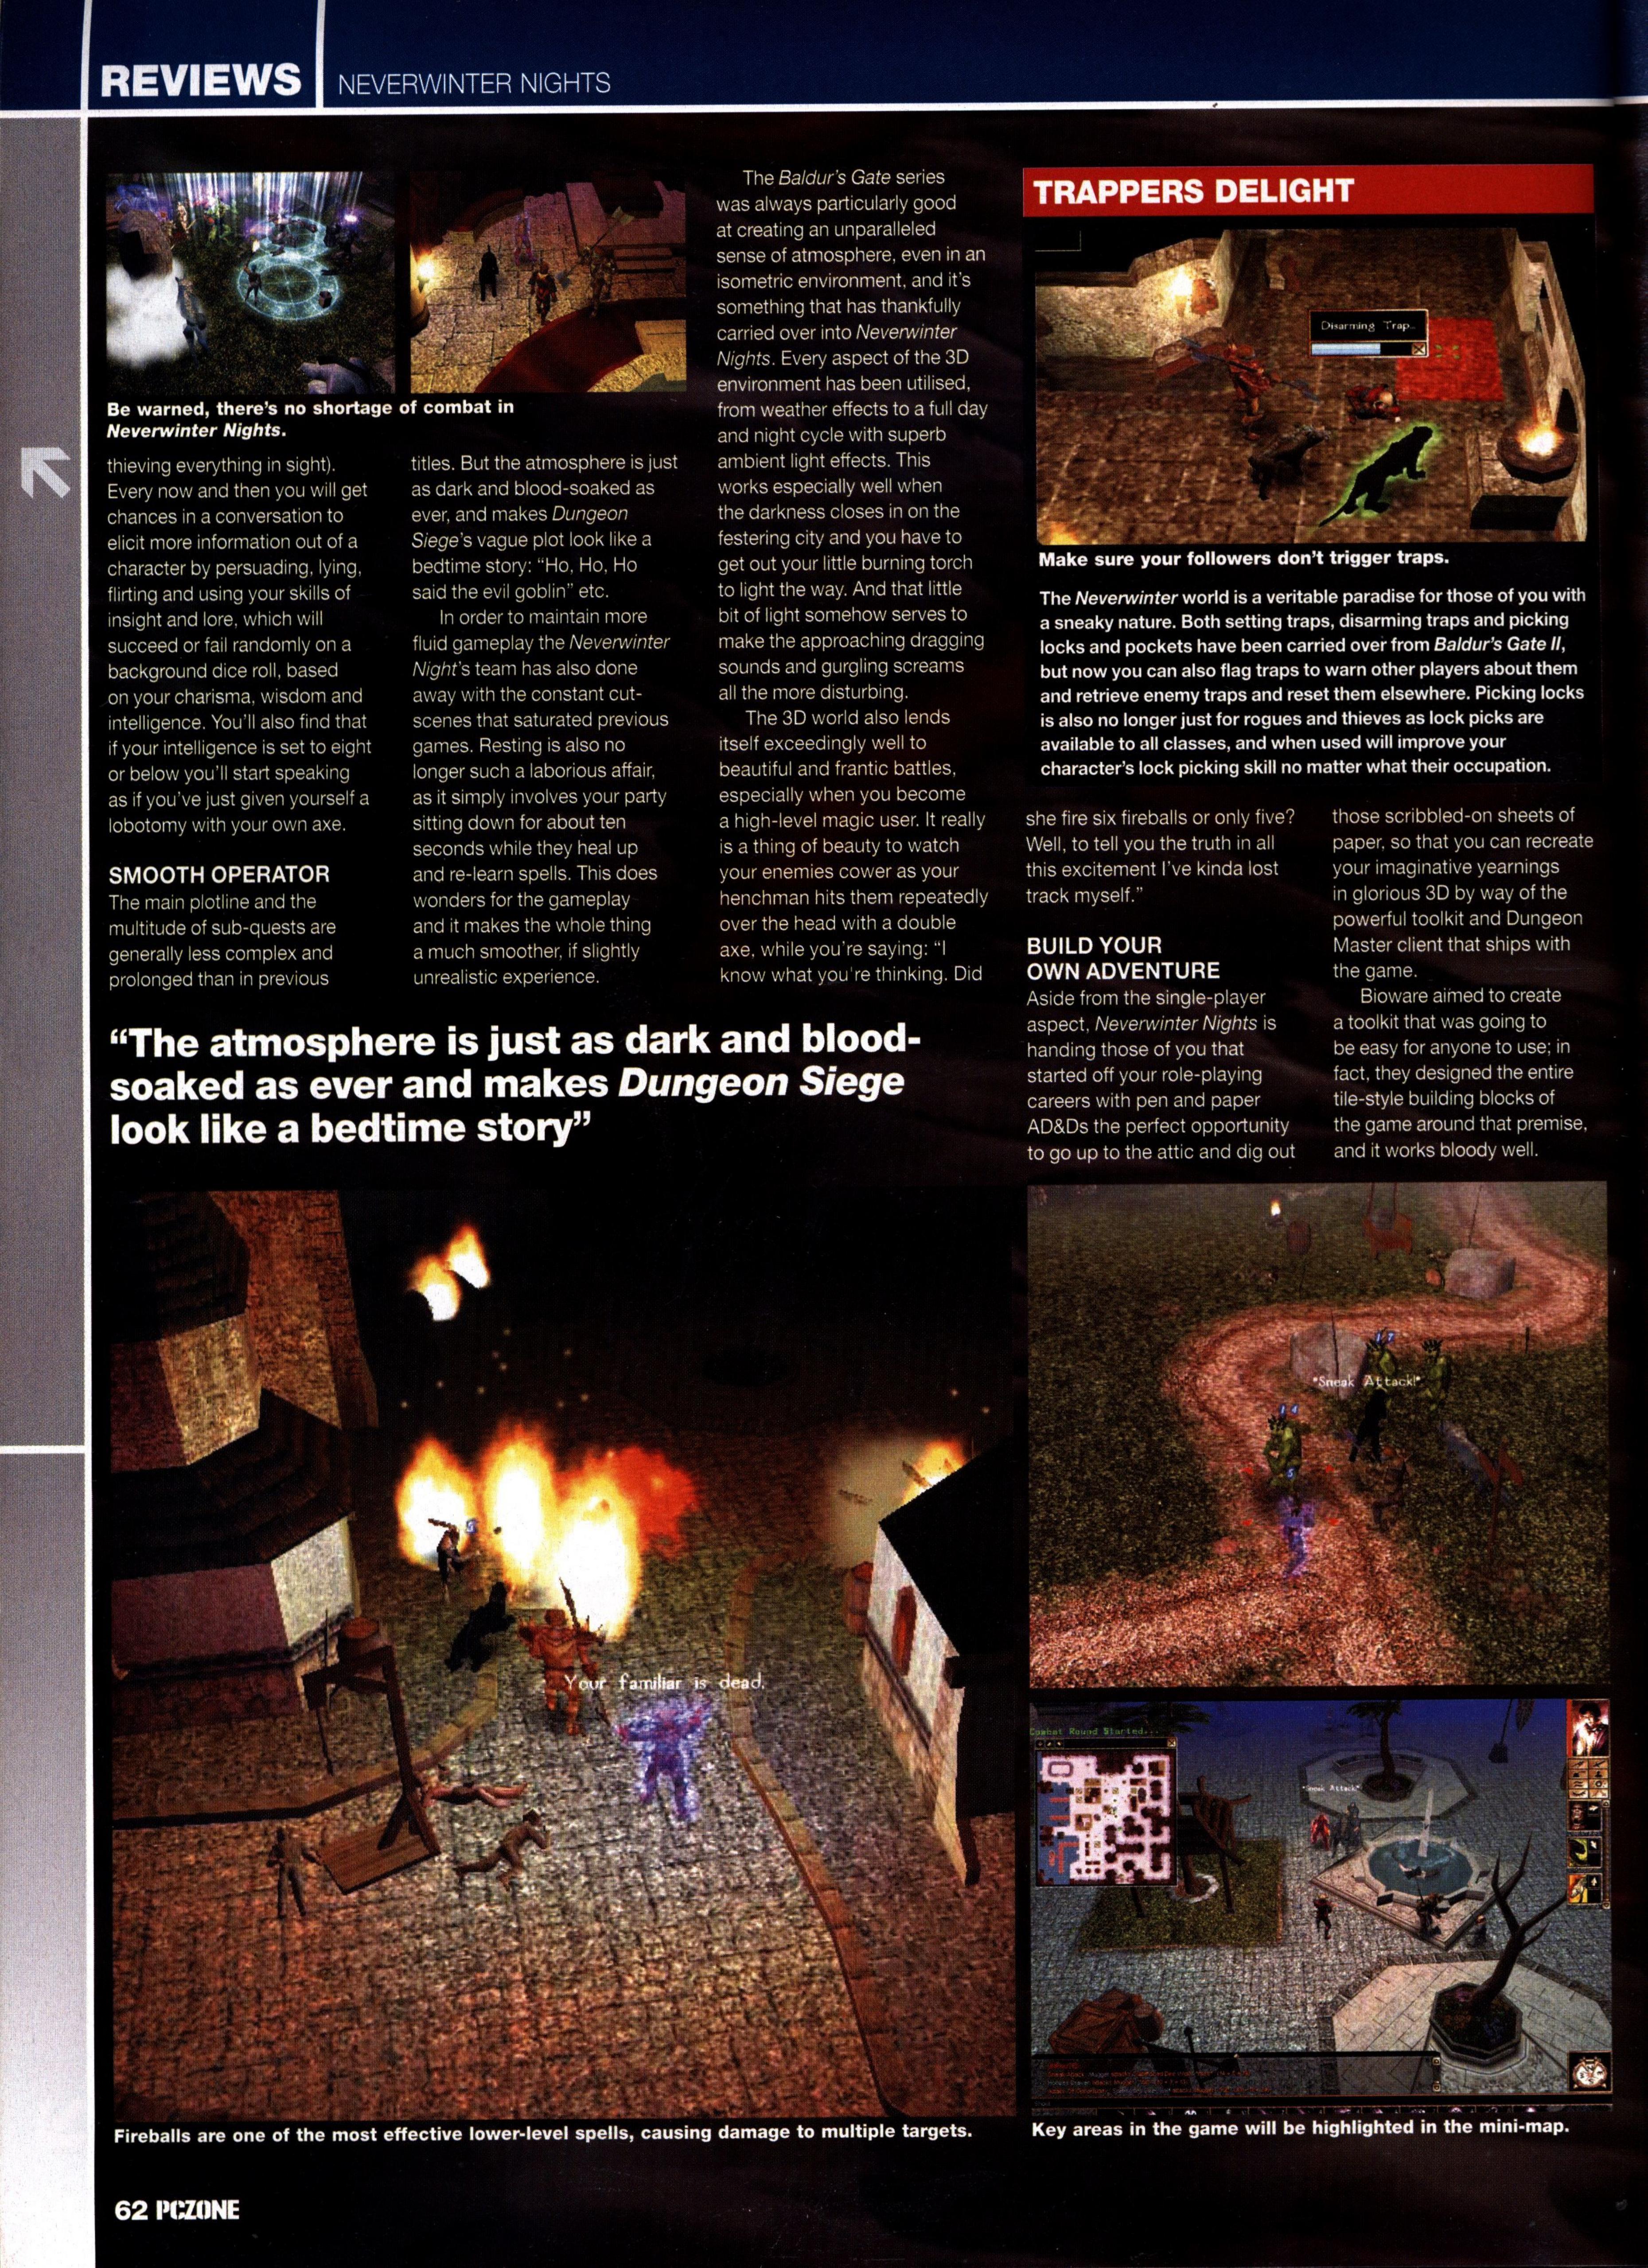 REVIEWS
NEVERWINTER NIGHTS
Be warned, there's no shortage of combat in
Neverwinter Nights.
thieving everything in sight).
Every now and then you will get
chances in a conversation to
elicit more information out of a
character by persuading, lying,
flirting and using your skills of
insight and lore, which will
succeed or fail randomly on a
background dice roll, based
on your charisma, wisdom and
intelligence. You'll also find that
if your intelligence is set to eight
or below you'll start speaking
as if you've just given yourself a
lobotomy with your own axe.
SMOOTH OPERATOR
The main plotline and the
multitude of sub-quests are
generally less complex and
prolonged than in previous
titles. But the atmosphere is just
as dark and blood-soaked as
ever, and makes Dungeon
Siege's vague plot look like a
bedtime story: "Ho, Ho, Ho
said the evil goblin" etc.
In order to maintain more
fluid gameplay the Neverwinter
Night's team has also done
away with the constant cut-
scenes that saturated previous
games. Resting is also no
longer such a laborious affair,
as it simply involves your party
sitting down for about ten
seconds while they heal up
and re-learn spells. This does
wonders for the gameplay
and it makes the whole thing
a much smoother, if slightly
unrealistic experience.
The Baldur's Gate series
was always particularly good
at creating an unparalleled
sense of atmosphere, even in an
isometric environment, and it's
something that has thankfully
carried over into Neverwinter
Nights. Every aspect of the 3D
environment has been utilised,
from weather effects to a full day
and night cycle with superb
ambient light effects. This
works especially well when
the darkness closes in on the
festering city and you have to
get out your little burning torch
to light the way. And that little
bit of light somehow serves to
make the approaching dragging
sounds and gurgling screams
all the more disturbing.
The 3D world also lends
itself exceedingly well to
beautiful and frantic battles,
especially when you become
a high-level magic user. It really
is a thing of beauty to watch
your enemies cower as your
henchman hits them repeatedly
over the head with a double
axe, while you're saying: "I
know what you're thinking. Did
"The atmosphere is just as dark and blood-
soaked as ever and makes Dungeon Siege
look like a bedtime story"
TRAPPERS DELIGHT
Disarming Trap..
Make sure your followers don't trigger traps.
The Neverwinter world is a veritable paradise for those of you with
a sneaky nature. Both setting traps, disarming traps and picking
locks and pockets have been carried over from Baldur's Gate II,
but now you can also flag traps to warn other players about them
and retrieve enemy traps and reset them elsewhere. Picking locks
is also no longer just for rogues and thieves as lock picks are
available to all classes, and when used will improve your
character's lock picking skill no matter what their occupation.
she fire six fireballs or only five?
Well, to tell you the truth in all
this excitement I've kinda lost
track myself."
BUILD YOUR
OWN ADVENTURE
Aside from the single-player
aspect, Neverwinter Nights is
handing those of you that
started off your role-playing
careers with pen and paper
AD&Ds the perfect opportunity
to go up to the attic and dig out
those scribbled-on sheets of
paper, so that you can recreate
your imaginative yearnings
in glorious 3D by way of the
powerful toolkit and Dungeon
Master client that ships with
the game.
Bioware aimed to create
a toolkit that was going to
be easy for anyone to use; in
fact, they designed the entire
tile-style building blocks of
the game around that premise,
and it works bloody well.
Your familiar is dead.
17
*Sneak Attack!*
14
5
Combat Round Started...
*Sneak Attack*
Fireballs are one of the most effective lower-level spells, causing damage to multiple targets.
Key areas in the game will be highlighted in the mini-map.
62 PCZONE